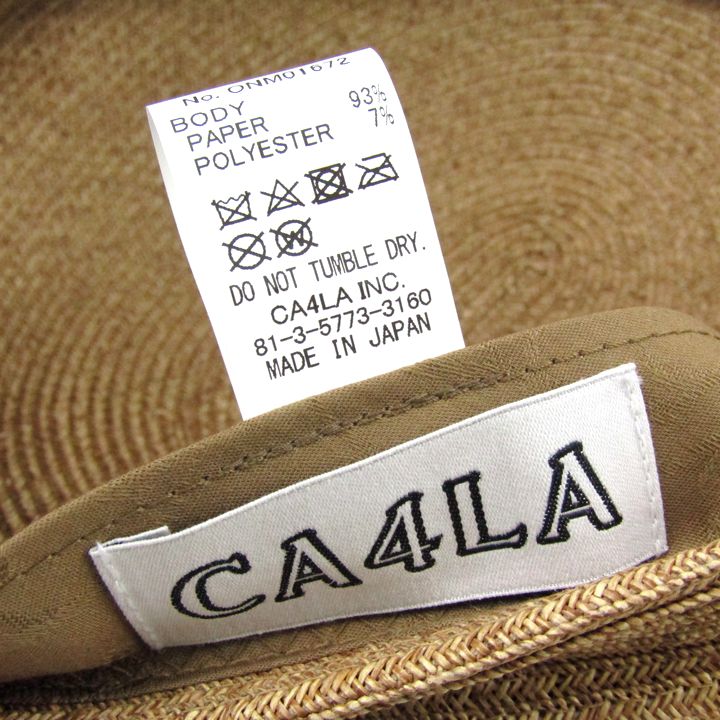 No. ONM01672
BODY
PAPER 93%
POLYESTER 7%
W
DO NOT TUMBLE DRY.
CA4LA INC.
81-3-5773-3160
MADE IN JAPAN
CA4LA